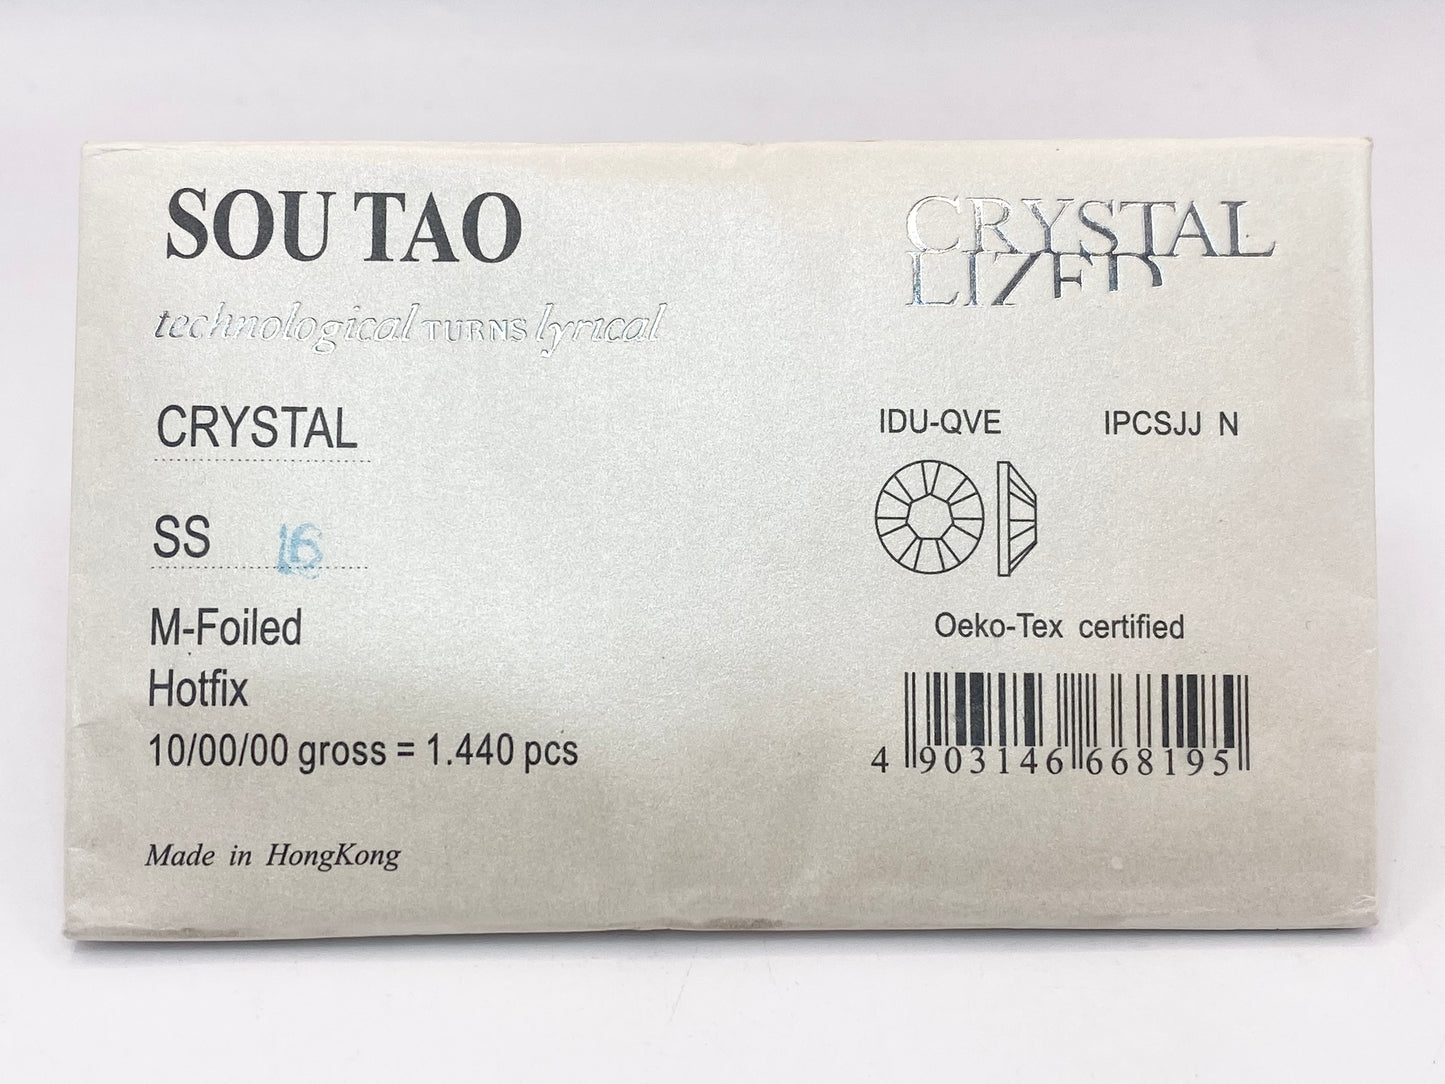 SOU TAO
technological TURNS lyrical
CRYSTAL
SS 16
M-Foiled
Hotfix
10/00/00 gross = 1.440 pcs
Made in HongKong
CRYSTAL
LIZED
IDU-QVE IPCSJJ N
Oeko-Tex certified
4 903146 668195